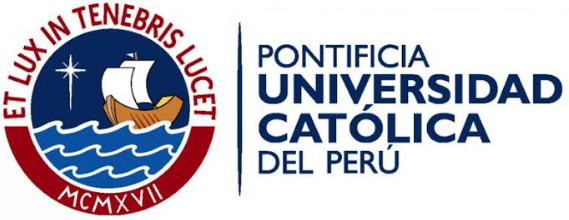 ET LUX IN TENEBRIS LUCET
MCMXVII
PONTIFICIA
UNIVERSIDAD
CATÓLICA
DEL PERÚ